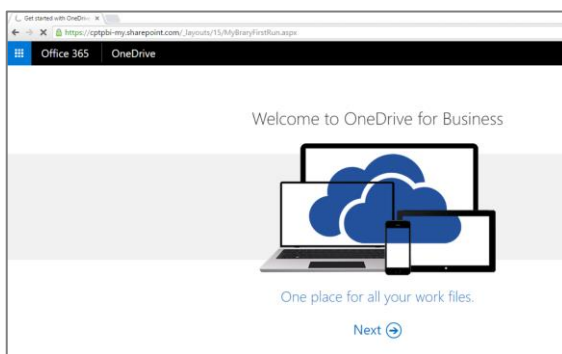 Get started with OneDriv
https://cptpbi-my.sharepoint.com/_layouts/15/MyBraryFirstRun.aspx
Office 365 OneDrive
Welcome to OneDrive for Business
One place for all your work files.
Next